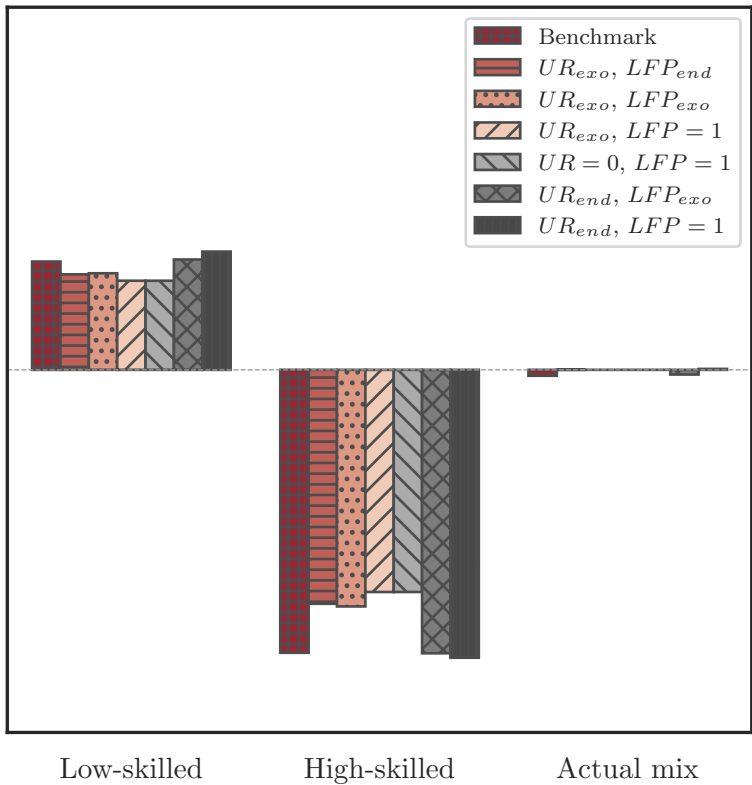 Benchmark
UR_exo, LFP_end
UR_exo, LFP_exo
UR_exo, LFP = 1
UR = 0, LFP = 1
UR_end, LFP_exo
UR_end, LFP = 1
Low-skilled High-skilled Actual mix